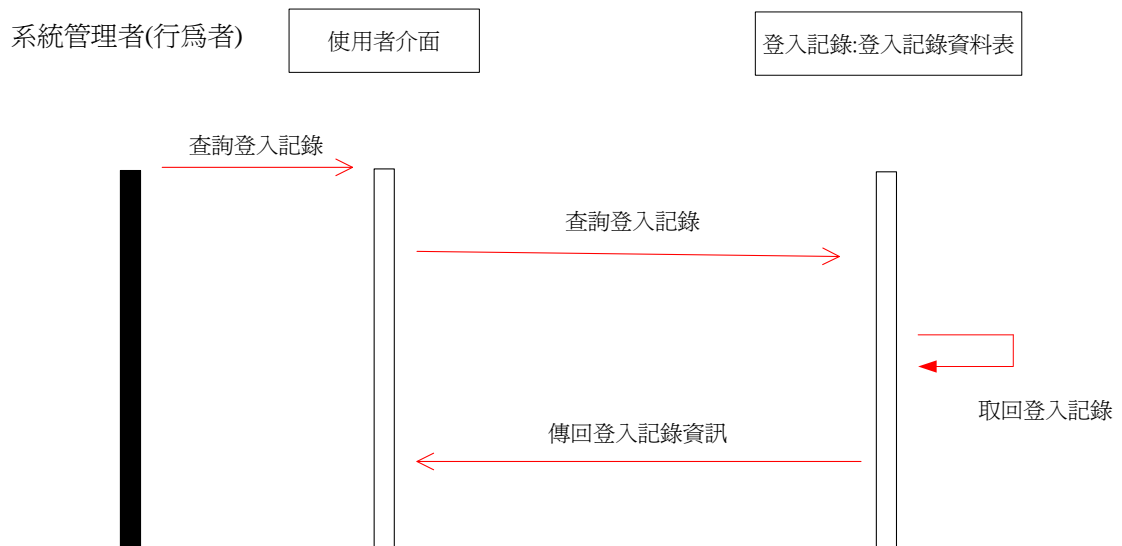 系統管理者(行爲者)
使用者介面
登入記錄:登入記錄資料表
查詢登入記錄
查詢登入記錄
取回登入記錄
傳回登入記錄資訊